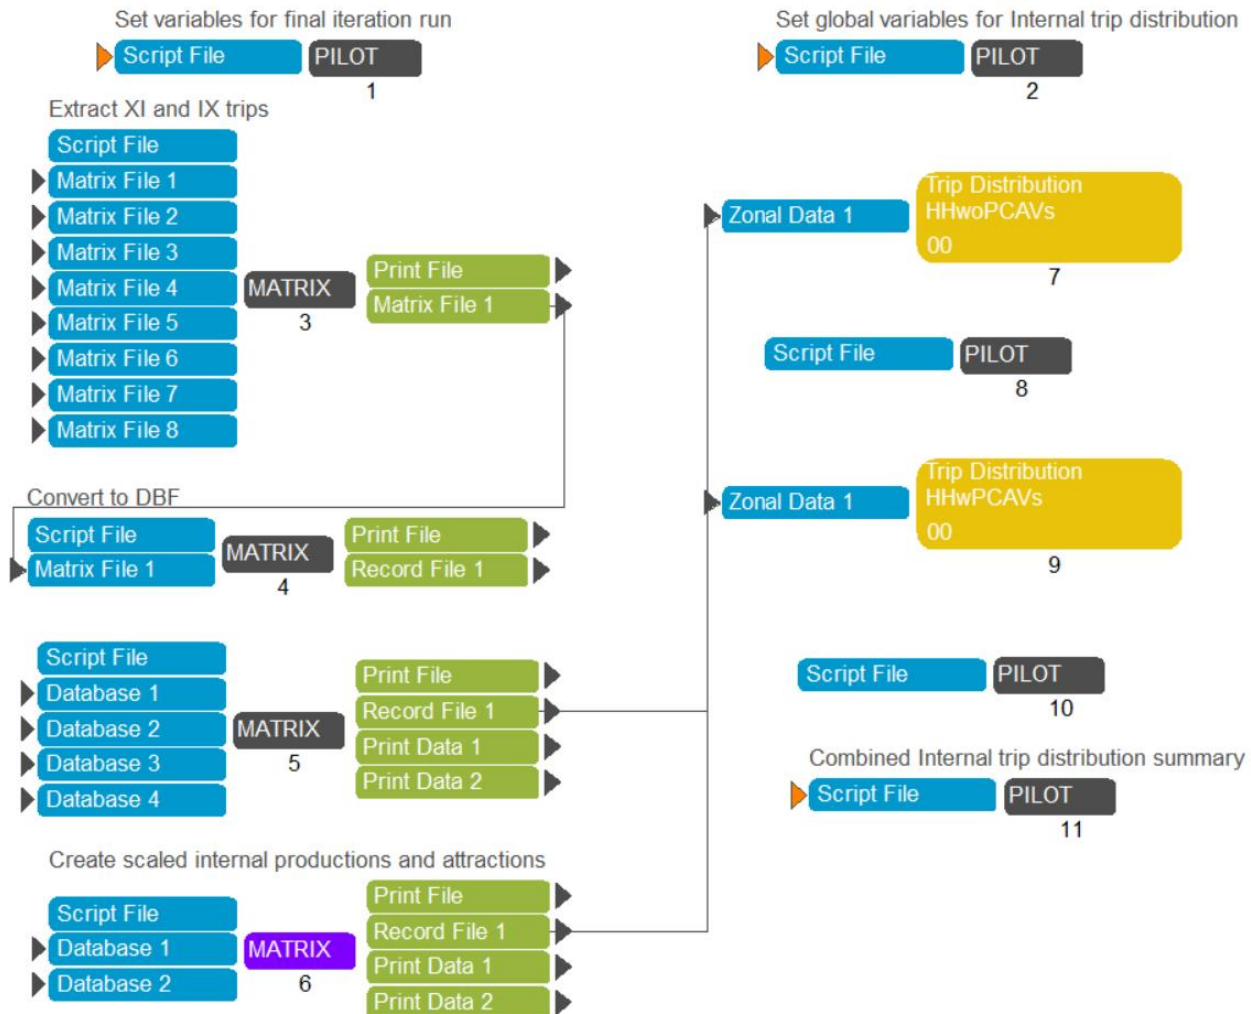 Set variables for final iteration run
Script File PILOT
1
Extract XI and IX trips
Script File
Matrix File 1
Matrix File 2
Matrix File 3
Matrix File 4
Matrix File 5
Matrix File 6
Matrix File 7
Matrix File 8
MATRIX
3
Print File
Matrix File 1
Convert to DBF
Script File
Matrix File 1
MATRIX
4
Print File
Record File 1
Script File
Database 1
Database 2
Database 3
Database 4
MATRIX
5
Print File
Record File 1
Print Data 1
Print Data 2
Create scaled internal productions and attractions
Script File
Database 1
Database 2
MATRIX
6
Print File
Record File 1
Print Data 1
Print Data 2
Set global variables for Internal trip distribution
Script File PILOT
2
Zonal Data 1
Trip Distribution
HHwoPCAVs
00
7
Script File PILOT
8
Zonal Data 1
Trip Distribution
HHwPCAVs
00
9
Script File PILOT
10
Combined Internal trip distribution summary
Script File PILOT
11